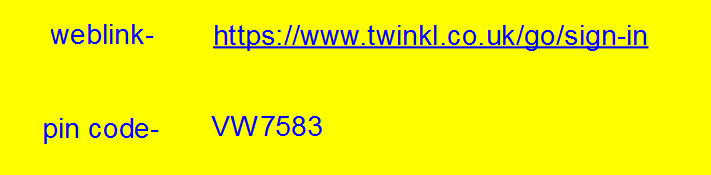 weblink- https://www.twinkl.co.uk/go/sign-in
pin code- VW7583